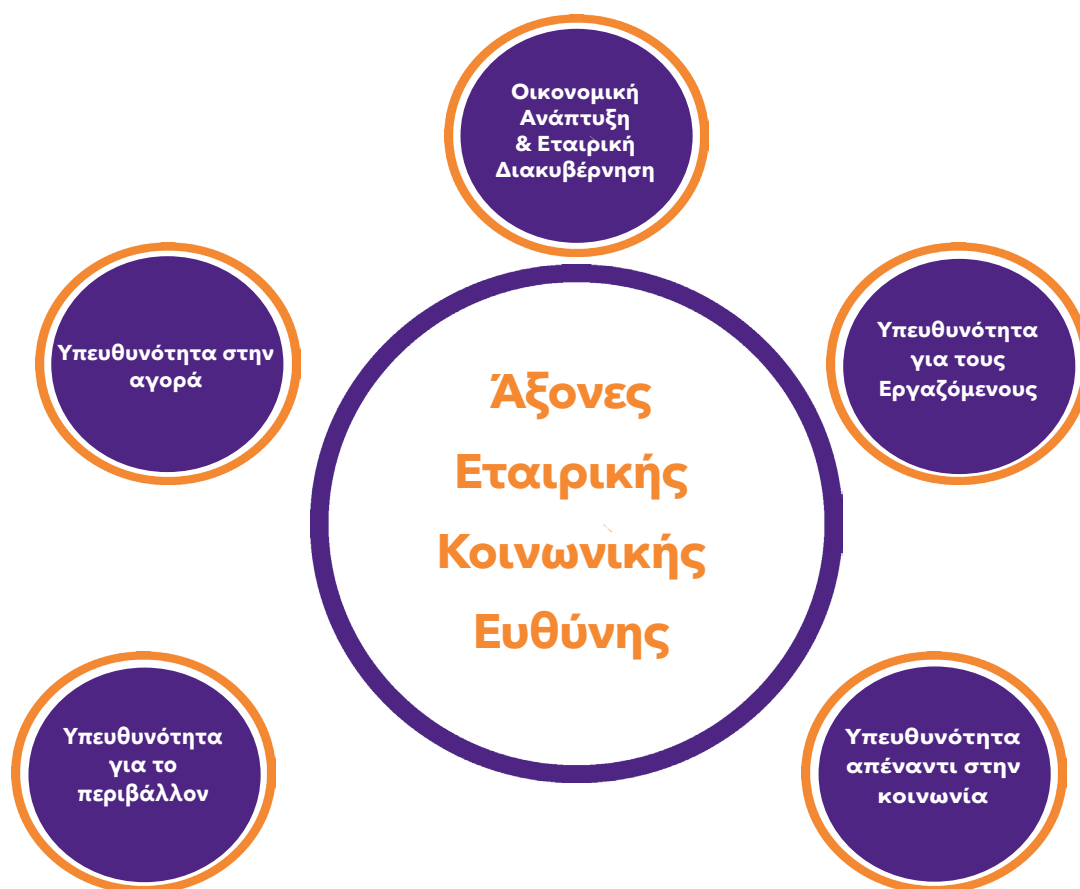 Οικονομική
Ανάπτυξη
& Εταιρική
Διακυβέρνηση
Υπευθυνότητα στην
αγορά
Υπευθυνότητα
για τους
Εργαζόμενους
Άξονες
Εταιρικής
Κοινωνικής
Ευθύνης
Υπευθυνότητα
για το
περιβάλλον
Υπευθυνότητα
απέναντι στην
κοινωνία